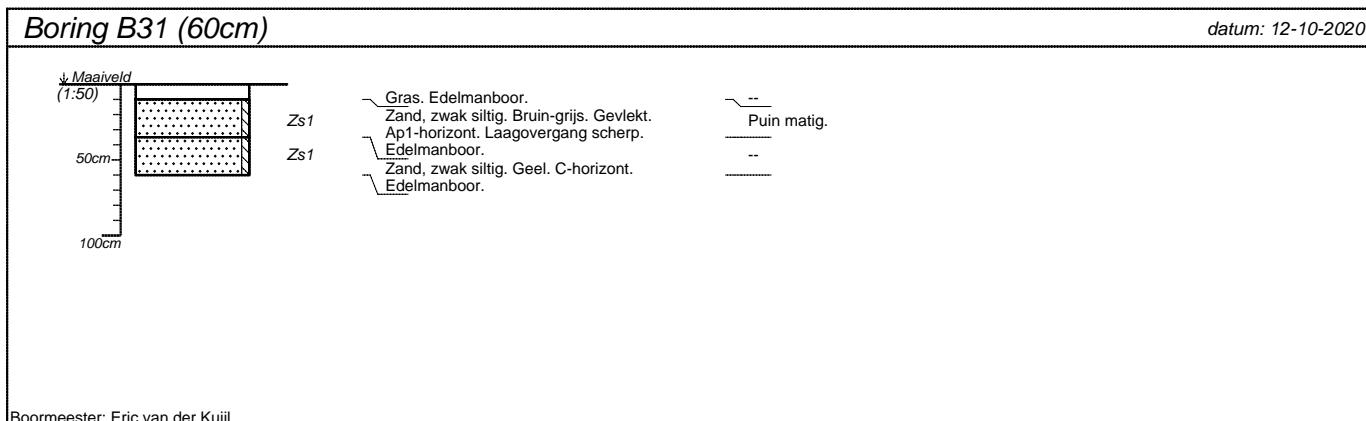 Boring B31 (60cm)
datum: 12-10-2020
Maaiveld
(1:50)
50cm
100cm
Zs1
Zs1
Gras. Edelmanboor.
Zand, zwak siltig. Bruin-grijs. Gevlekt.
Ap1-horizont. Laagovergang scherp.
Edelmanboor.
Zand, zwak siltig. Geel. C-horizont.
Edelmanboor.
--
Puin matig.
--
Boormeester: Eric van der Kuijl